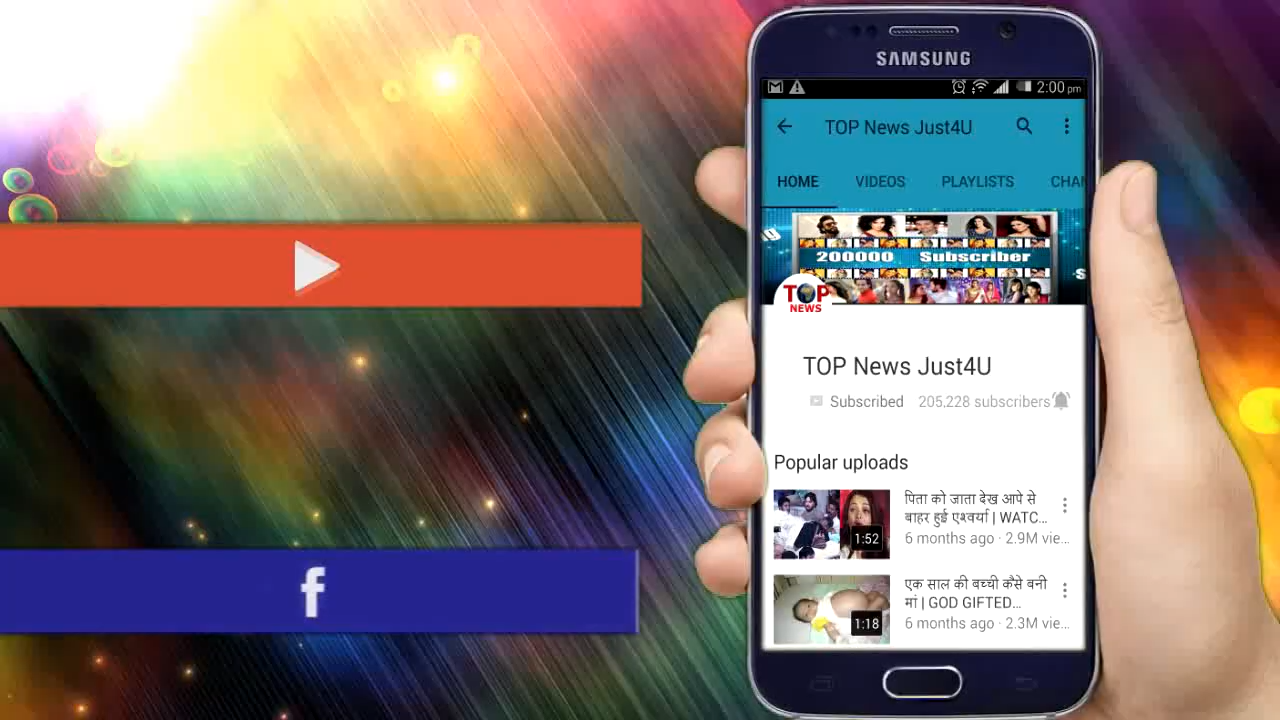 SAMSUNG
2:00 pm
TOP News Just4U
HOME VIDEOS PLAYLISTS CHAN
200000 Subscriber
TOP
NEWS
TOP News Just4U
Subscribed 205,228 subscribers
Popular uploads
पिता को जाता देख आपे से
बाहर हुई एश्वर्या | WATC...
1:52
6 months ago · 2.9M vie...
एक साल की बच्ची कैसे बनी
मां | GOD GIFTED...
1:18
6 months ago · 2.3M vie...
f